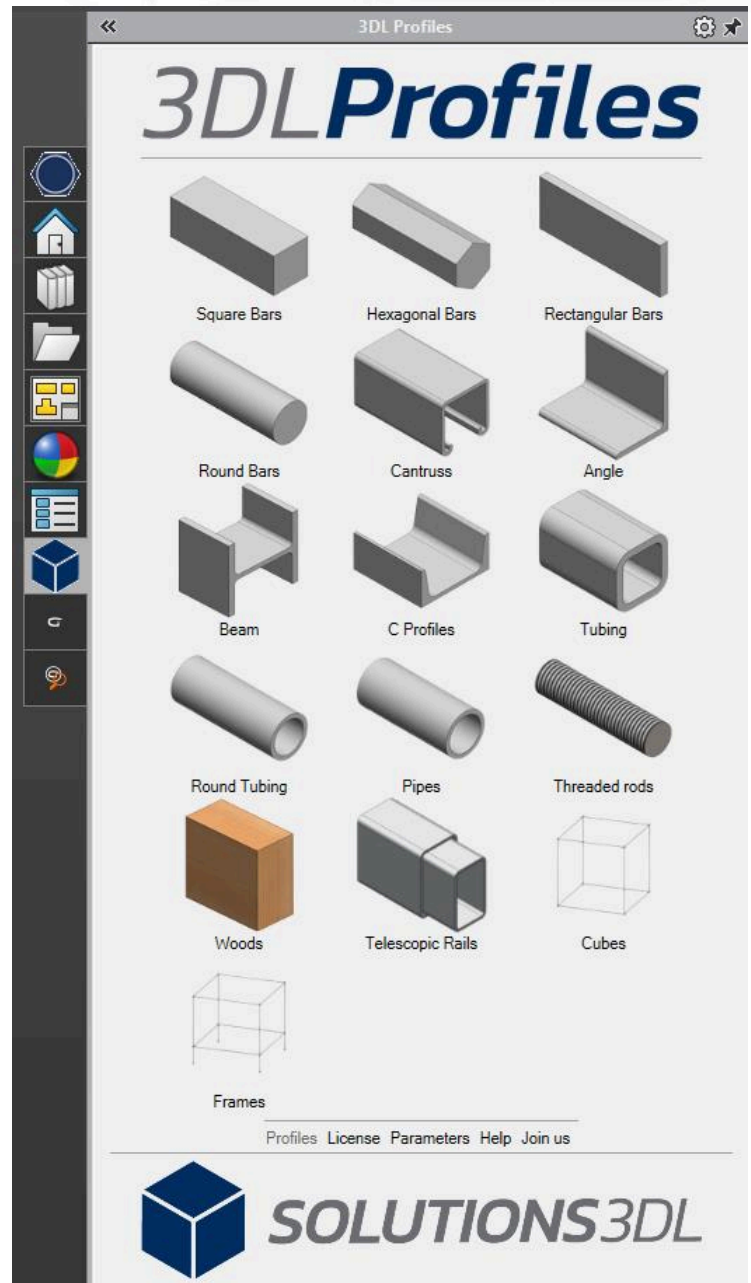 3DL Profiles
3DLProfiles
Square Bars Hexagonal Bars Rectangular Bars
Round Bars Cantruss Angle
Beam C Profiles Tubing
Round Tubing Pipes Threaded rods
Woods Telescopic Rails Cubes
Frames
Profiles License Parameters Help Join us
SOLUTIONS3DL